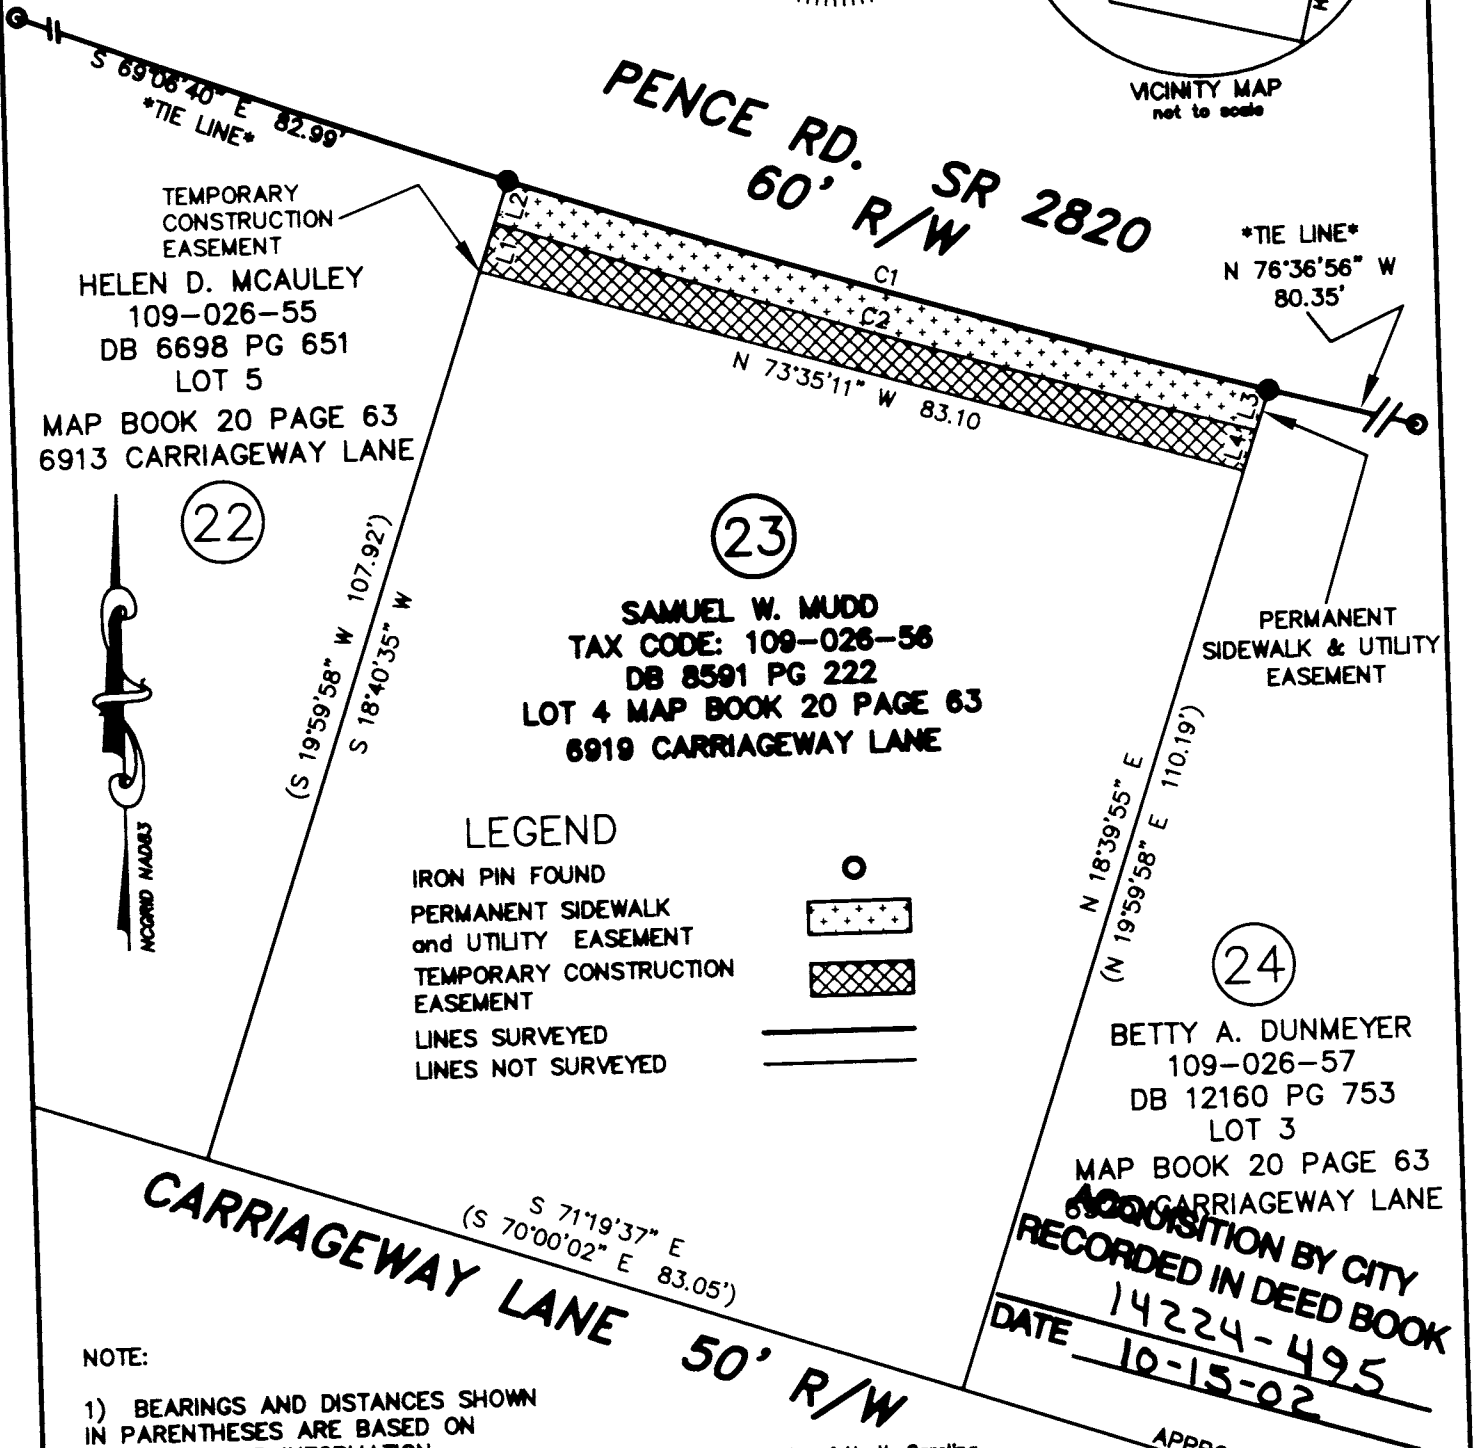 S 69°06'40" E 82.99'
*TIE LINE*
VICINITY MAP
not to scale
PENCE RD. SR 2820
60' R/W
TEMPORARY
CONSTRUCTION
EASEMENT
HELEN D. MCAULEY
109-026-55
DB 6698 PG 651
LOT 5
MAP BOOK 20 PAGE 63
6913 CARRIAGEWAY LANE
22
L2
L1
C1
C2
L3
L4
N 73°35'11" W 83.10
*TIE LINE*
N 76°36'56" W
80.35'
PERMANENT
SIDEWALK & UTILITY
EASEMENT
(S 19°59'58" W 107.92')
S 18°40'35" W
23
SAMUEL W. MUDD
TAX CODE: 109-026-56
DB 8591 PG 222
LOT 4 MAP BOOK 20 PAGE 63
6919 CARRIAGEWAY LANE
NCGRID NAD83
LEGEND
IRON PIN FOUND
PERMANENT SIDEWALK
and UTILITY EASEMENT
TEMPORARY CONSTRUCTION
EASEMENT
LINES SURVEYED
LINES NOT SURVEYED
N 18°39'55" E
(N 19°59'58" E 110.19')
24
BETTY A. DUNMEYER
109-026-57
DB 12160 PG 753
LOT 3
MAP BOOK 20 PAGE 63
CARRIAGEWAY LANE
ACQUISITION BY CITY
RECORDED IN DEED BOOK
14224-495
DATE 10-15-02
S 71°19'37" E
(S 70°00'02" E 83.05')
CARRIAGEWAY LANE 50' R/W
NOTE:
1) BEARINGS AND DISTANCES SHOWN
IN PARENTHESES ARE BASED ON